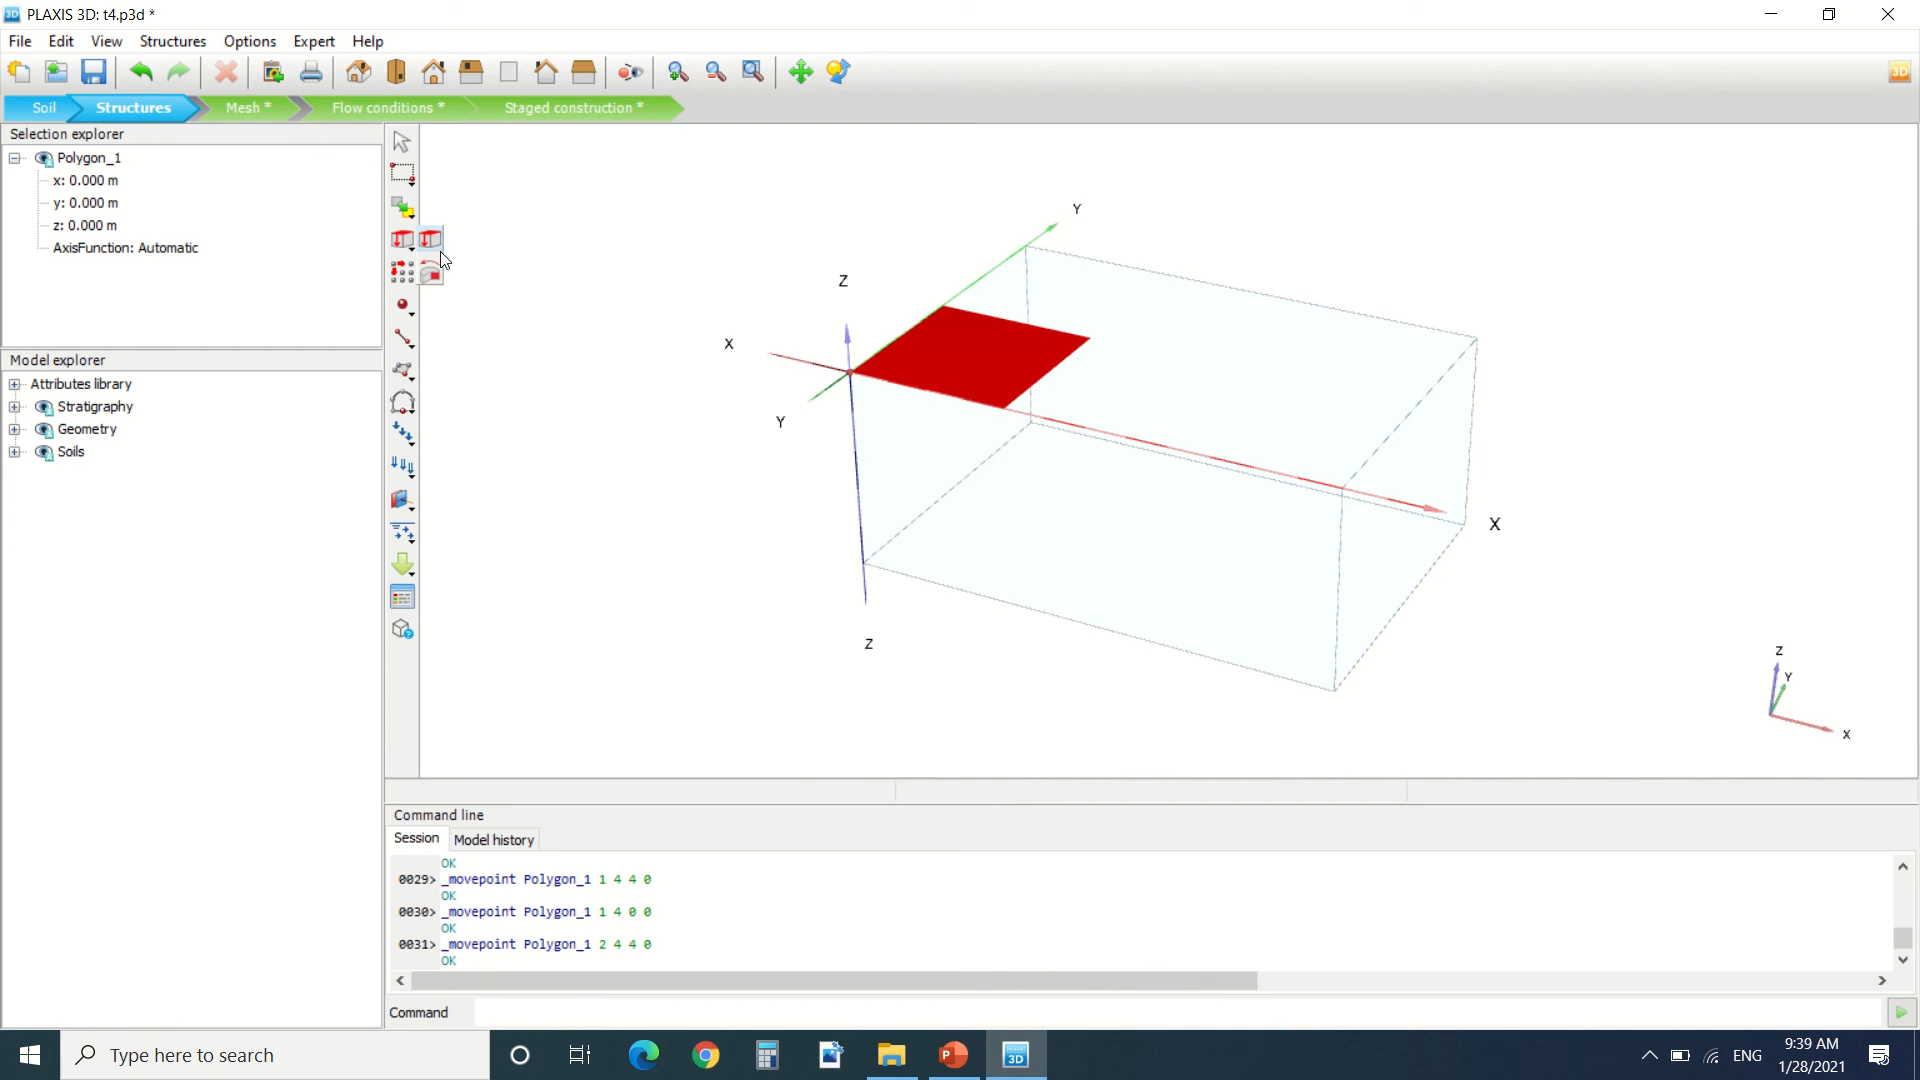 PLAXIS 3D: t4.p3d *
File Edit View Structures Options Expert Help
3D
Soil Structures Mesh * Flow conditions * Staged construction *
Selection explorer
Polygon_1
x: 0.000 m
y: 0.000 m
z: 0.000 m
AxisFunction: Automatic
Model explorer
Attributes library
Stratigraphy
Geometry
Soils
Y
Z
X
Y
X
Z
Z
Y
X
Command line
Session Model history
OK
0029> _movepoint Polygon_1 1 4 4 0
OK
0030> _movepoint Polygon_1 1 4 0 0
OK
0031> _movepoint Polygon_1 2 4 4 0
OK
Command
Type here to search
3D
ENG
9:39 AM
1/28/2021